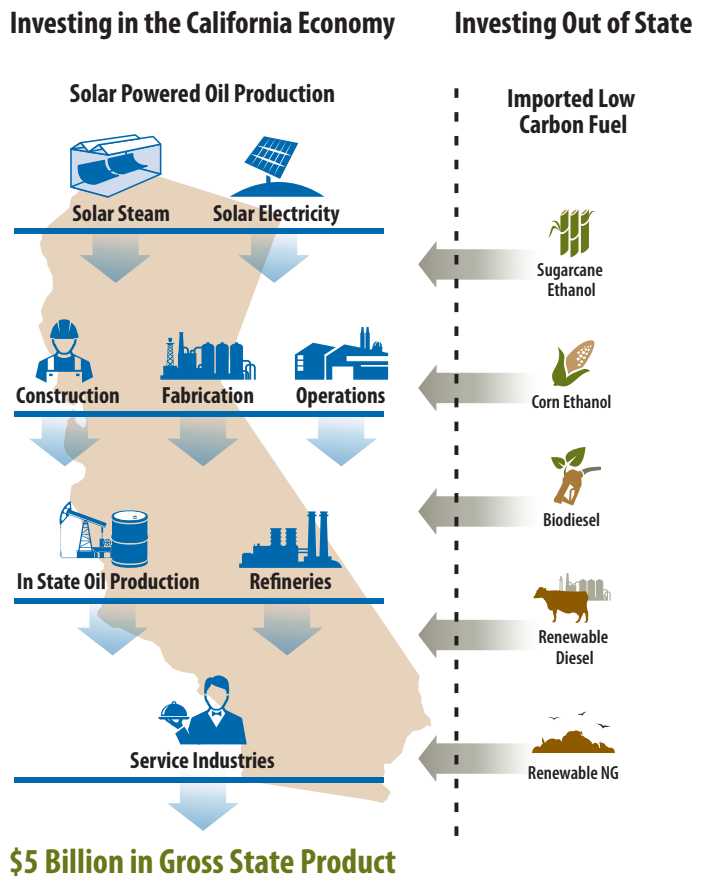 Investing in the California Economy
Investing Out of State
Solar Powered Oil Production
Imported Low
Carbon Fuel
Solar Steam
Solar Electricity
Sugarcane
Ethanol
Construction
Fabrication
Operations
Corn Ethanol
Biodiesel
In State Oil Production
Refineries
Renewable
Diesel
Service Industries
Renewable NG
$5 Billion in Gross State Product